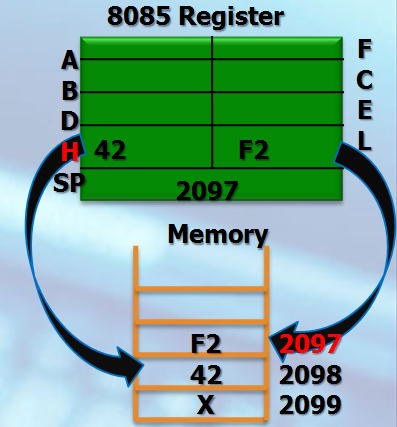 8085 Register
A F
B C
D E
H 42 F2 L
SP 2097
Memory
F2 2097
42 2098
X 2099